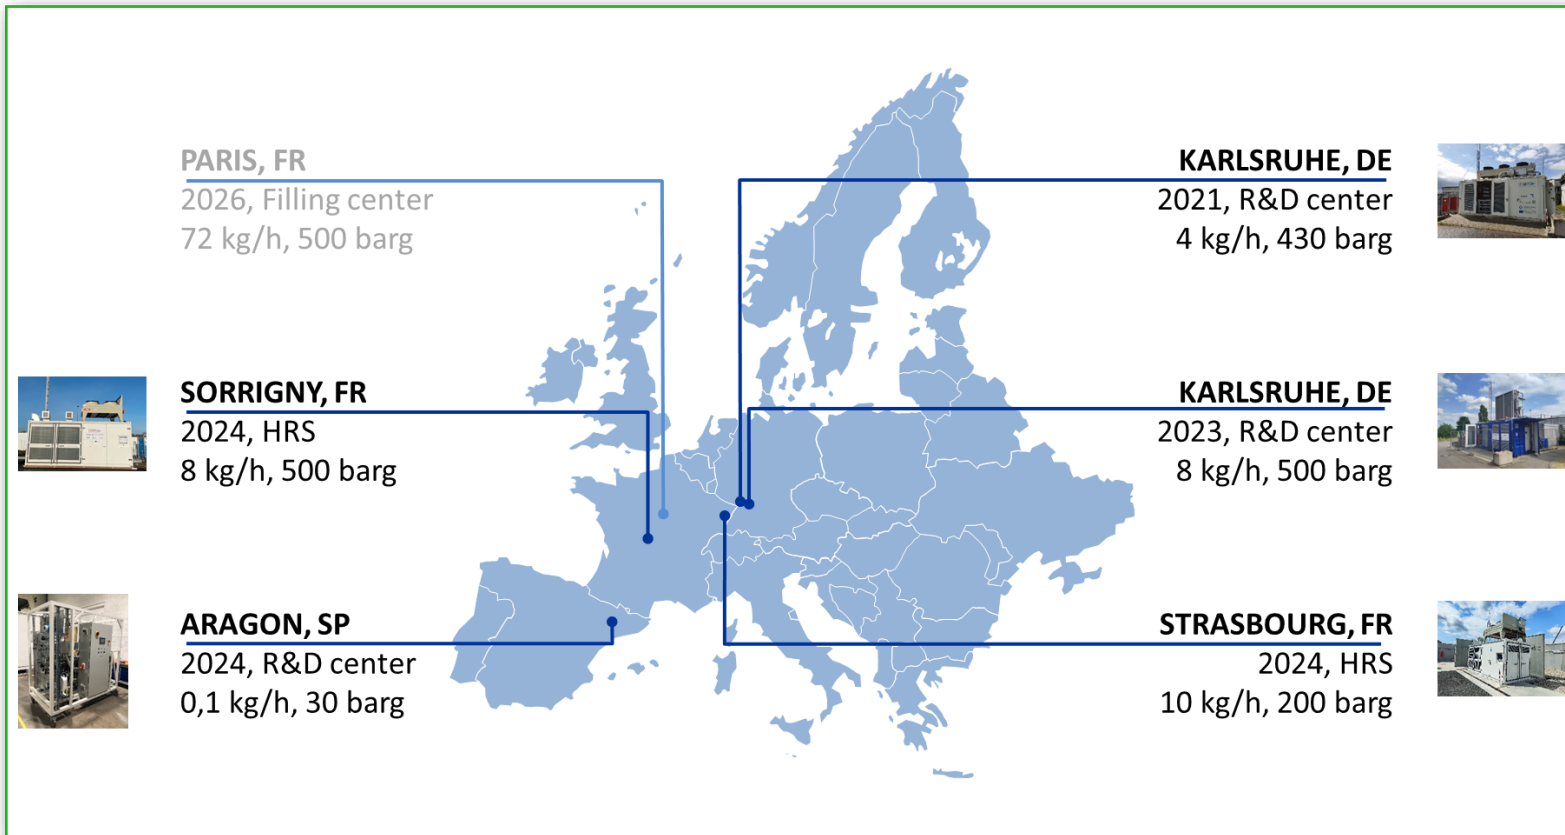 PARIS, FR
2026, Filling center
72 kg/h, 500 barg
SORRIGNY, FR
2024, HRS
8 kg/h, 500 barg
ARAGON, SP
2024, R&D center
0,1 kg/h, 30 barg
KARLSRUHE, DE
2021, R&D center
4 kg/h, 430 barg
KARLSRUHE, DE
2023, R&D center
8 kg/h, 500 barg
STRASBOURG, FR
2024, HRS
10 kg/h, 200 barg